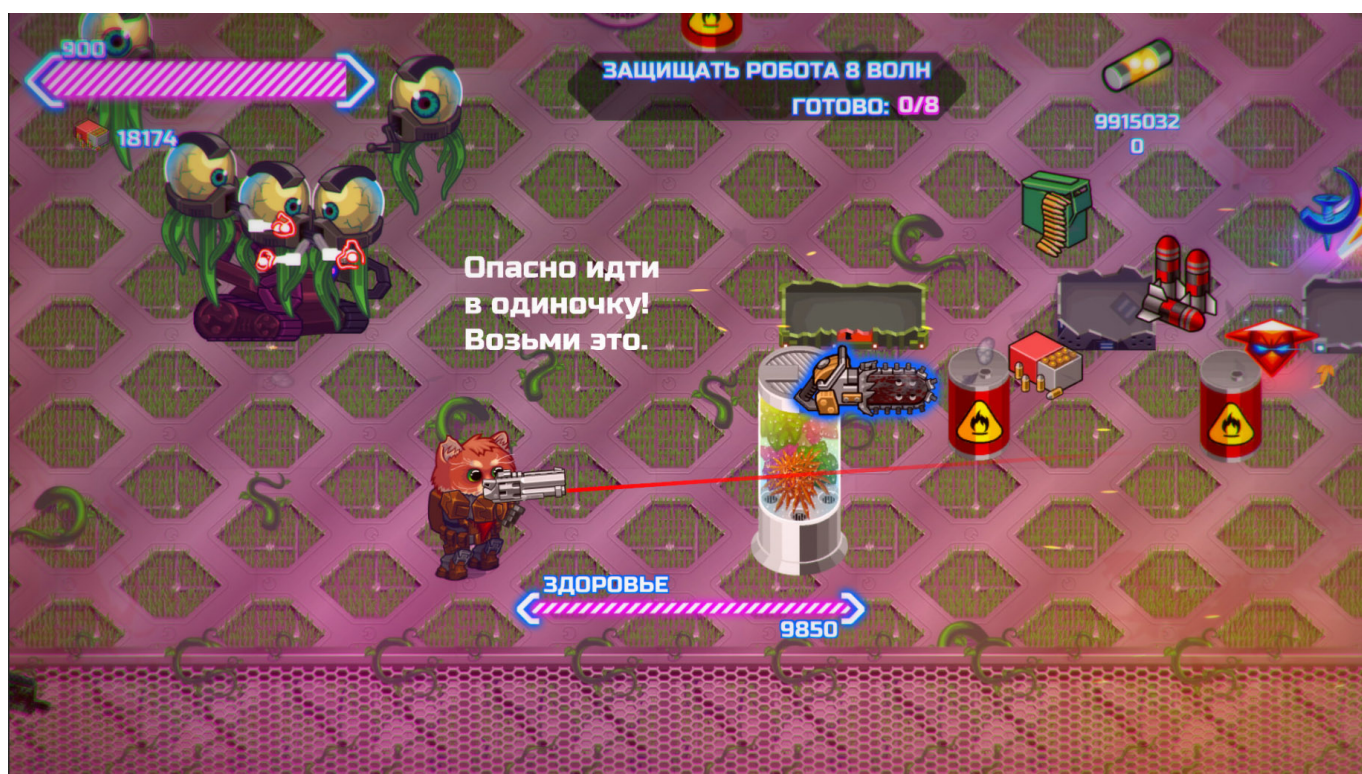 900
18174
ЗАЩИЩАТЬ РОБОТА 8 ВОЛН
ГОТОВО: 0/8
9915032
0
Опасно идти
в одиночку!
Возьми это.
ЗДОРОВЬЕ
9850